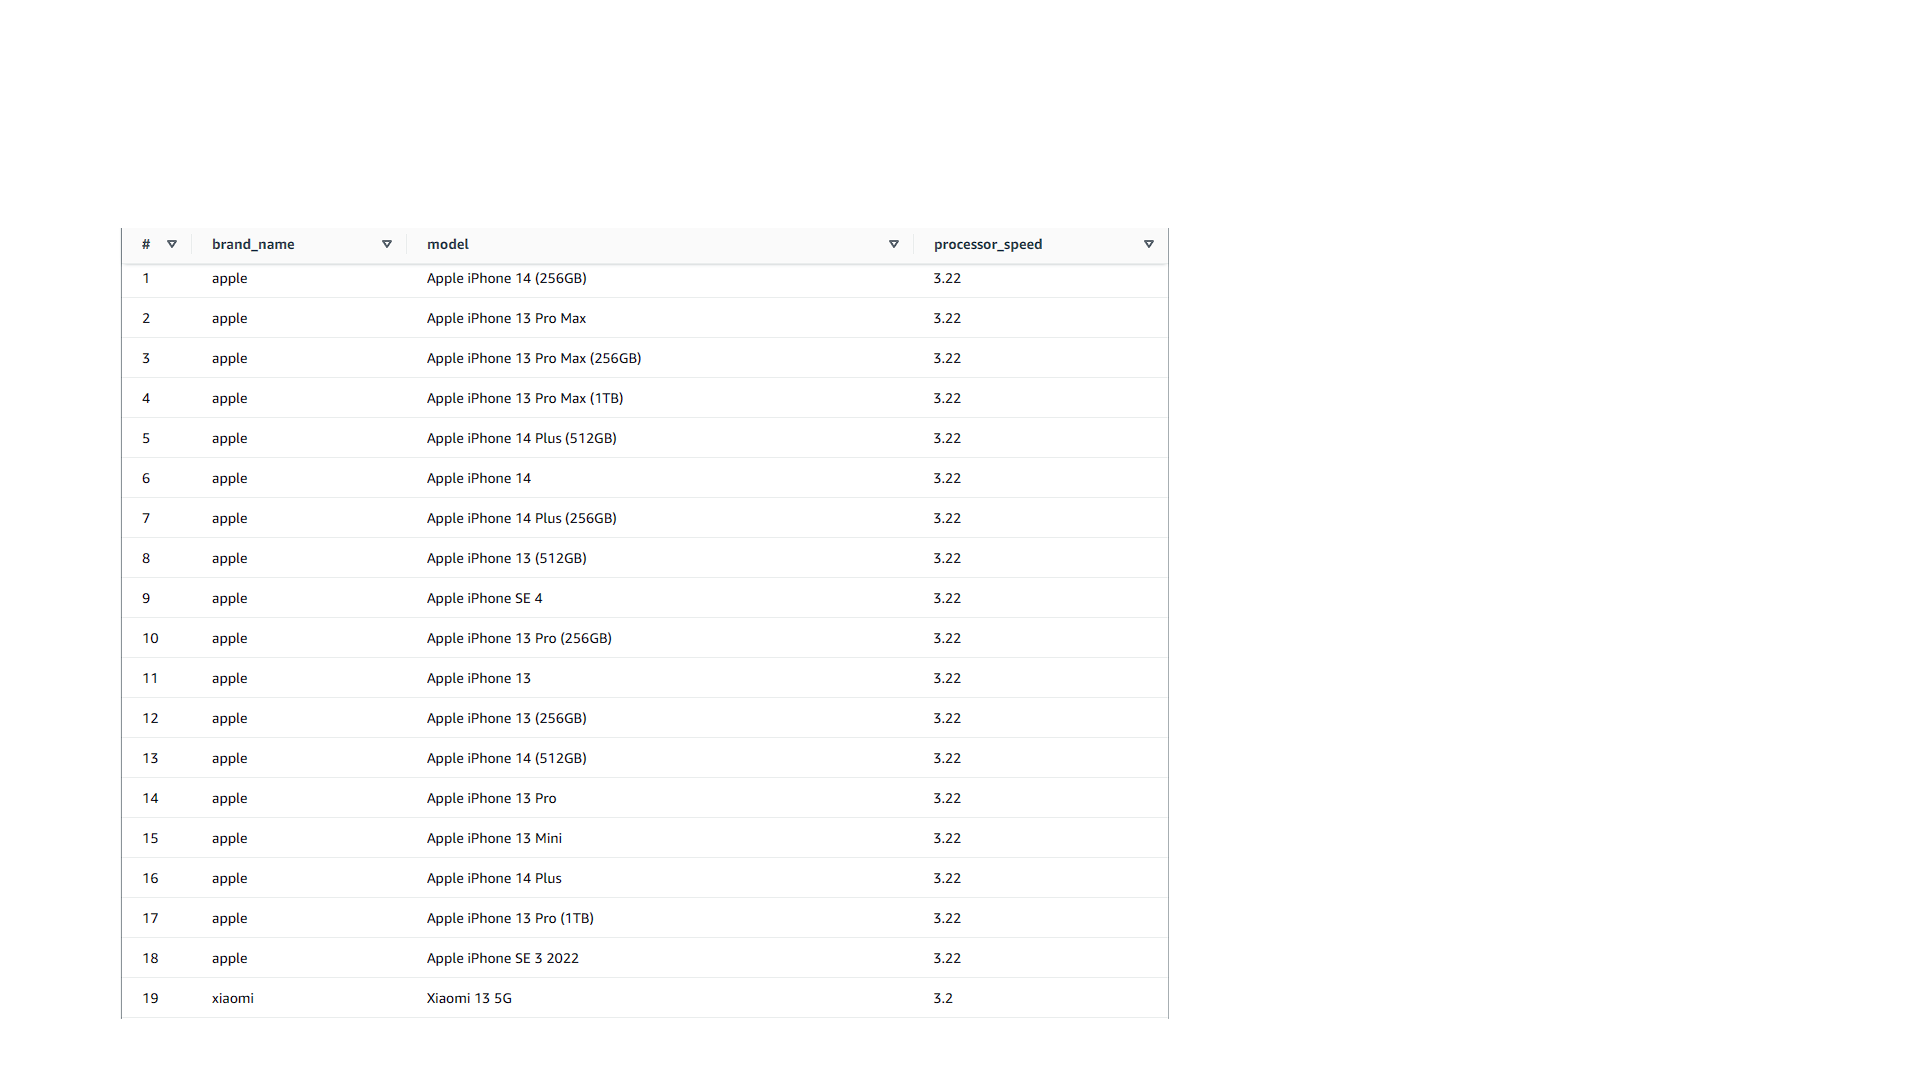 # brand_name model processor_speed
1 apple Apple iPhone 14 (256GB) 3.22
2 apple Apple iPhone 13 Pro Max 3.22
3 apple Apple iPhone 13 Pro Max (256GB) 3.22
4 apple Apple iPhone 13 Pro Max (1TB) 3.22
5 apple Apple iPhone 14 Plus (512GB) 3.22
6 apple Apple iPhone 14 3.22
7 apple Apple iPhone 14 Plus (256GB) 3.22
8 apple Apple iPhone 13 (512GB) 3.22
9 apple Apple iPhone SE 4 3.22
10 apple Apple iPhone 13 Pro (256GB) 3.22
11 apple Apple iPhone 13 3.22
12 apple Apple iPhone 13 (256GB) 3.22
13 apple Apple iPhone 14 (512GB) 3.22
14 apple Apple iPhone 13 Pro 3.22
15 apple Apple iPhone 13 Mini 3.22
16 apple Apple iPhone 14 Plus 3.22
17 apple Apple iPhone 13 Pro (1TB) 3.22
18 apple Apple iPhone SE 3 2022 3.22
19 xiaomi Xiaomi 13 5G 3.2